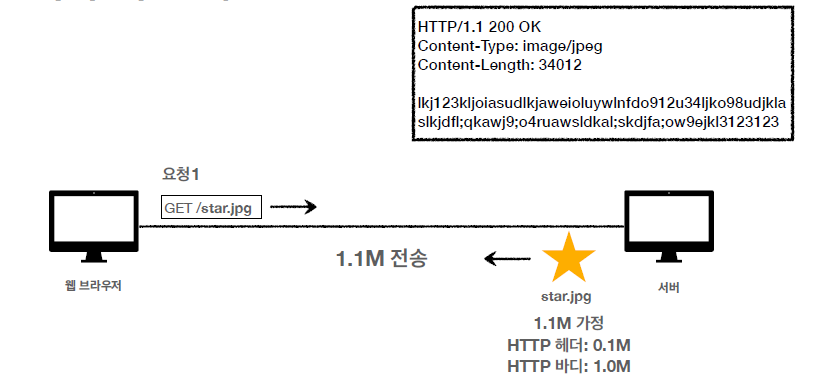 HTTP/1.1 200 OK
Content-Type: image/jpeg
Content-Length: 34012
lkj123kljoiasudlkjaweioluywlnfdo912u34ljko98udjkla
slkjdfl;qkawj9;o4ruawsldkal;skdjfa;ow9ejkl3123123
요청1
GET /star.jpg
1.1M 전송
웹 브라우저
star.jpg
서버
1.1M 가정
HTTP 헤더: 0.1M
HTTP 바디: 1.0M